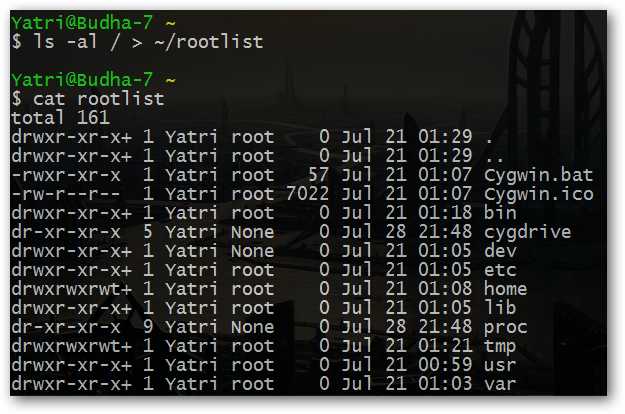 Yatri@Budha-7 ~
$ ls -al / > ~/rootlist
Yatri@Budha-7 ~
$ cat rootlist
total 161
drwxr-xr-x+ 1 Yatri root    0 Jul 21 01:29 .
drwxr-xr-x+ 1 Yatri root    0 Jul 21 01:29 ..
-rwxr-xr-x  1 Yatri root   57 Jul 21 01:07 Cygwin.bat
-rw-r--r--  1 Yatri root 7022 Jul 21 01:07 Cygwin.ico
drwxr-xr-x+ 1 Yatri root    0 Jul 21 01:18 bin
dr-xr-xr-x  5 Yatri None    0 Jul 28 21:48 cygdrive
drwxr-xr-x+ 1 Yatri None    0 Jul 21 01:05 dev
drwxr-xr-x+ 1 Yatri root    0 Jul 21 01:05 etc
drwxrwxrwt+ 1 Yatri root    0 Jul 21 01:08 home
drwxr-xr-x+ 1 Yatri root    0 Jul 21 01:05 lib
dr-xr-xr-x  9 Yatri None    0 Jul 28 21:48 proc
drwxrwxrwt+ 1 Yatri root    0 Jul 21 01:21 tmp
drwxr-xr-x+ 1 Yatri root    0 Jul 21 00:59 usr
drwxr-xr-x+ 1 Yatri root    0 Jul 21 01:03 var